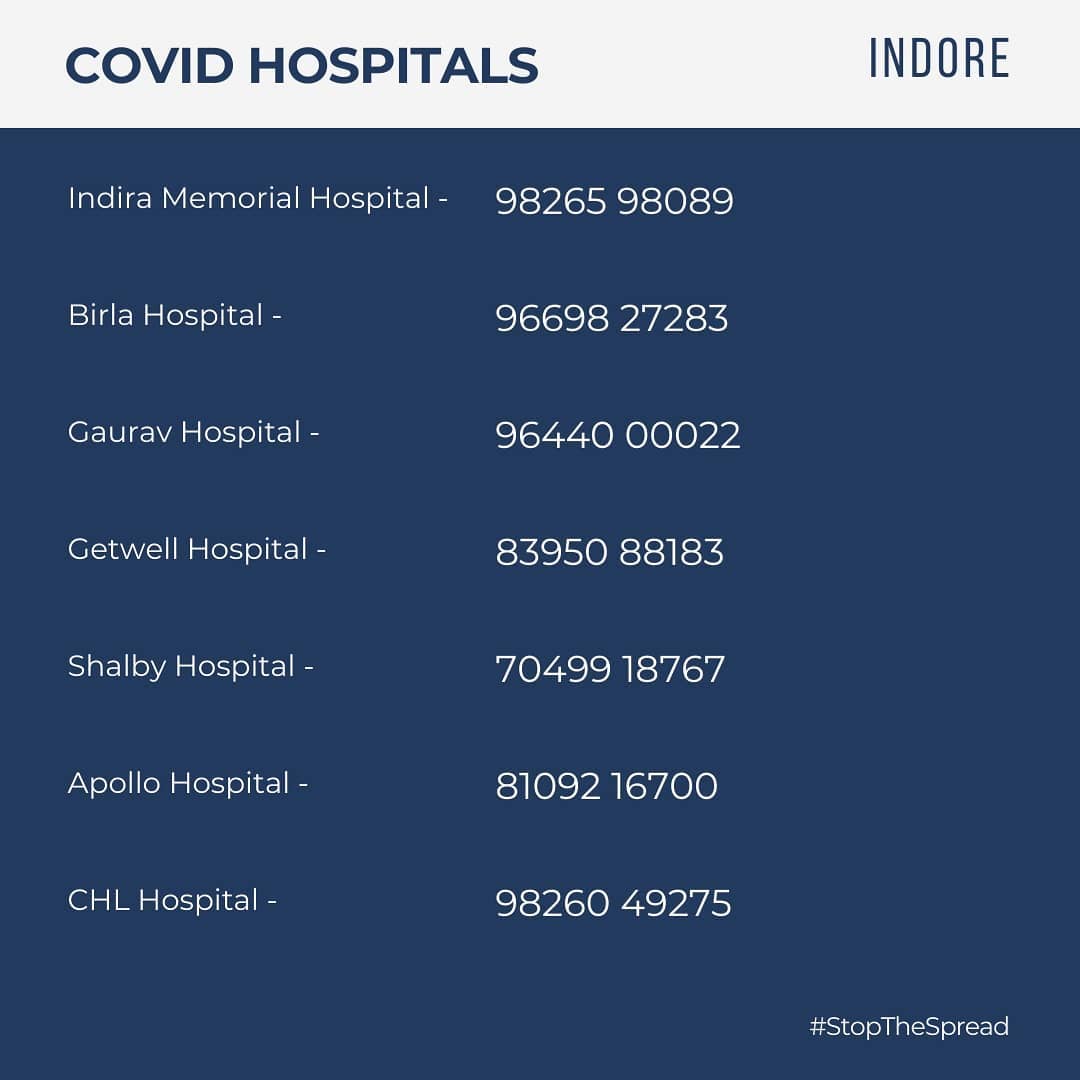 COVID HOSPITALS
INDORE
Indira Memorial Hospital - 98265 98089
Birla Hospital - 96698 27283
Gaurav Hospital - 96440 00022
Getwell Hospital - 83950 88183
Shalby Hospital - 70499 18767
Apollo Hospital - 81092 16700
CHL Hospital - 98260 49275
#StopTheSpread